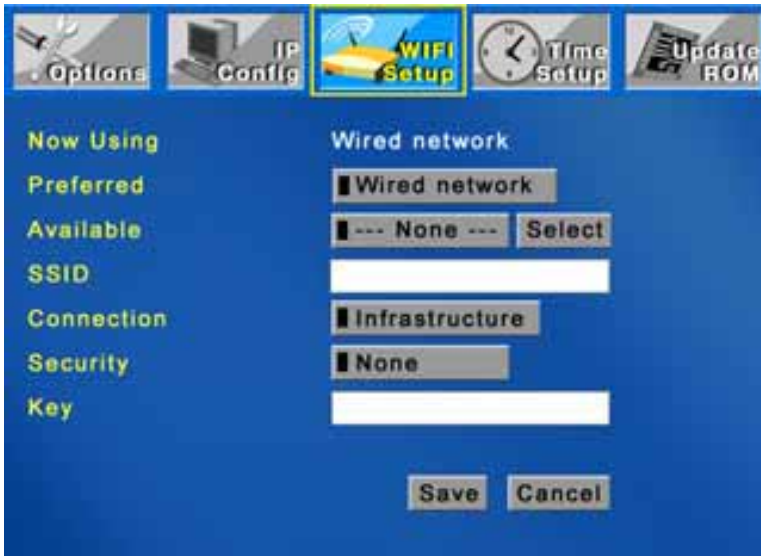 Options
IP Config
WIFI Setup
Time Setup
Update ROM
Now Using Wired network
Preferred Wired network
Available --- None --- Select
SSID
Connection Infrastructure
Security None
Key
Save Cancel